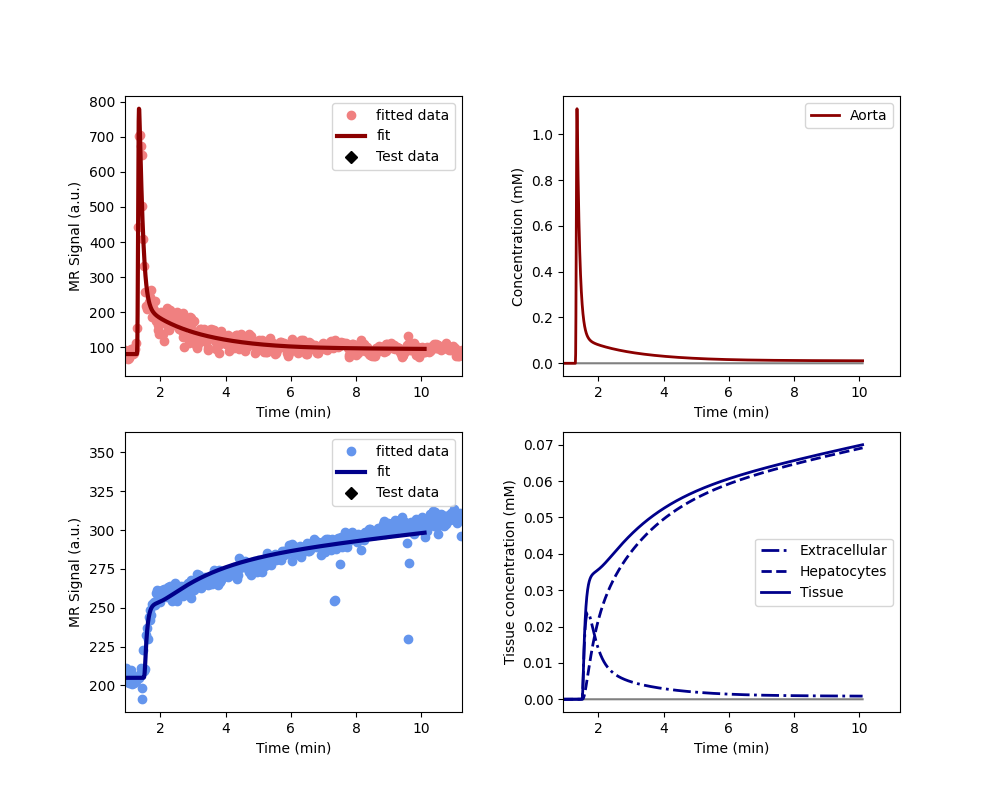 MR Signal (a.u.)
800
700
600
500
400
300
200
100
2 4 6 8 10
Time (min)
fitted data
fit
Test data
Concentration (mM)
1.0
0.8
0.6
0.4
0.2
0.0
2 4 6 8 10
Time (min)
Aorta
MR Signal (a.u.)
350
325
300
275
250
225
200
2 4 6 8 10
Time (min)
fitted data
fit
Test data
Tissue concentration (mM)
0.07
0.06
0.05
0.04
0.03
0.02
0.01
0.00
2 4 6 8 10
Time (min)
Extracellular
Hepatocytes
Tissue